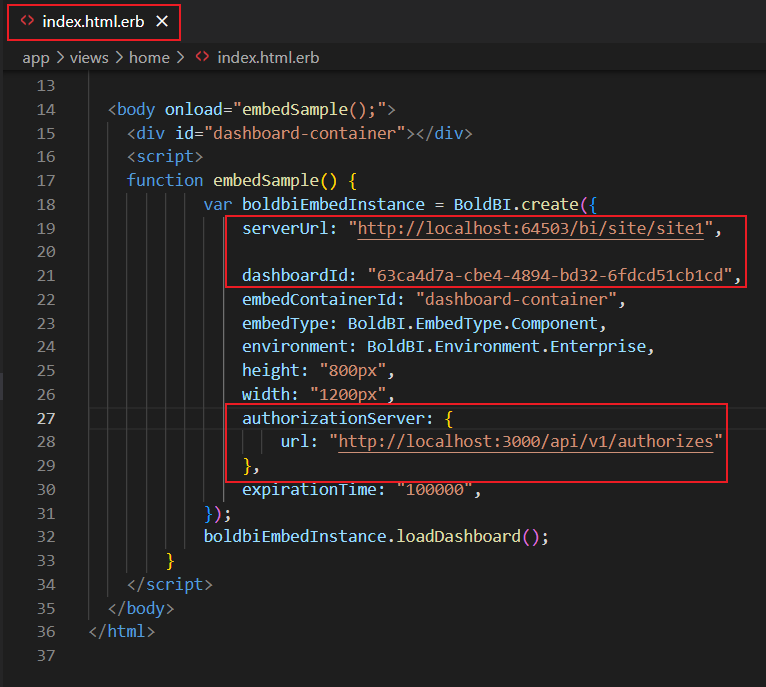 index.html.erb
app > views > home > index.html.erb
13
14 <body onload="embedSample();">
15 <div id="dashboard-container"></div>
16 <script>
17 function embedSample() {
18 var boldbiEmbedInstance = BoldBI.create({
19 serverUrl: "http://localhost:64503/bi/site/site1",
20
21 dashboardId: "63ca4d7a-cbe4-4894-bd32-6fdcd51cb1cd",
22 embedContainerId: "dashboard-container",
23 embedType: BoldBI.EmbedType.Component,
24 environment: BoldBI.Environment.Enterprise,
25 height: "800px",
26 width: "1200px",
27 authorizationServer: {
28 url: "http://localhost:3000/api/v1/authorizes"
29 },
30 expirationTime: "100000",
31 });
32 boldbiEmbedInstance.loadDashboard();
33 }
34 </script>
35 </body>
36 </html>
37